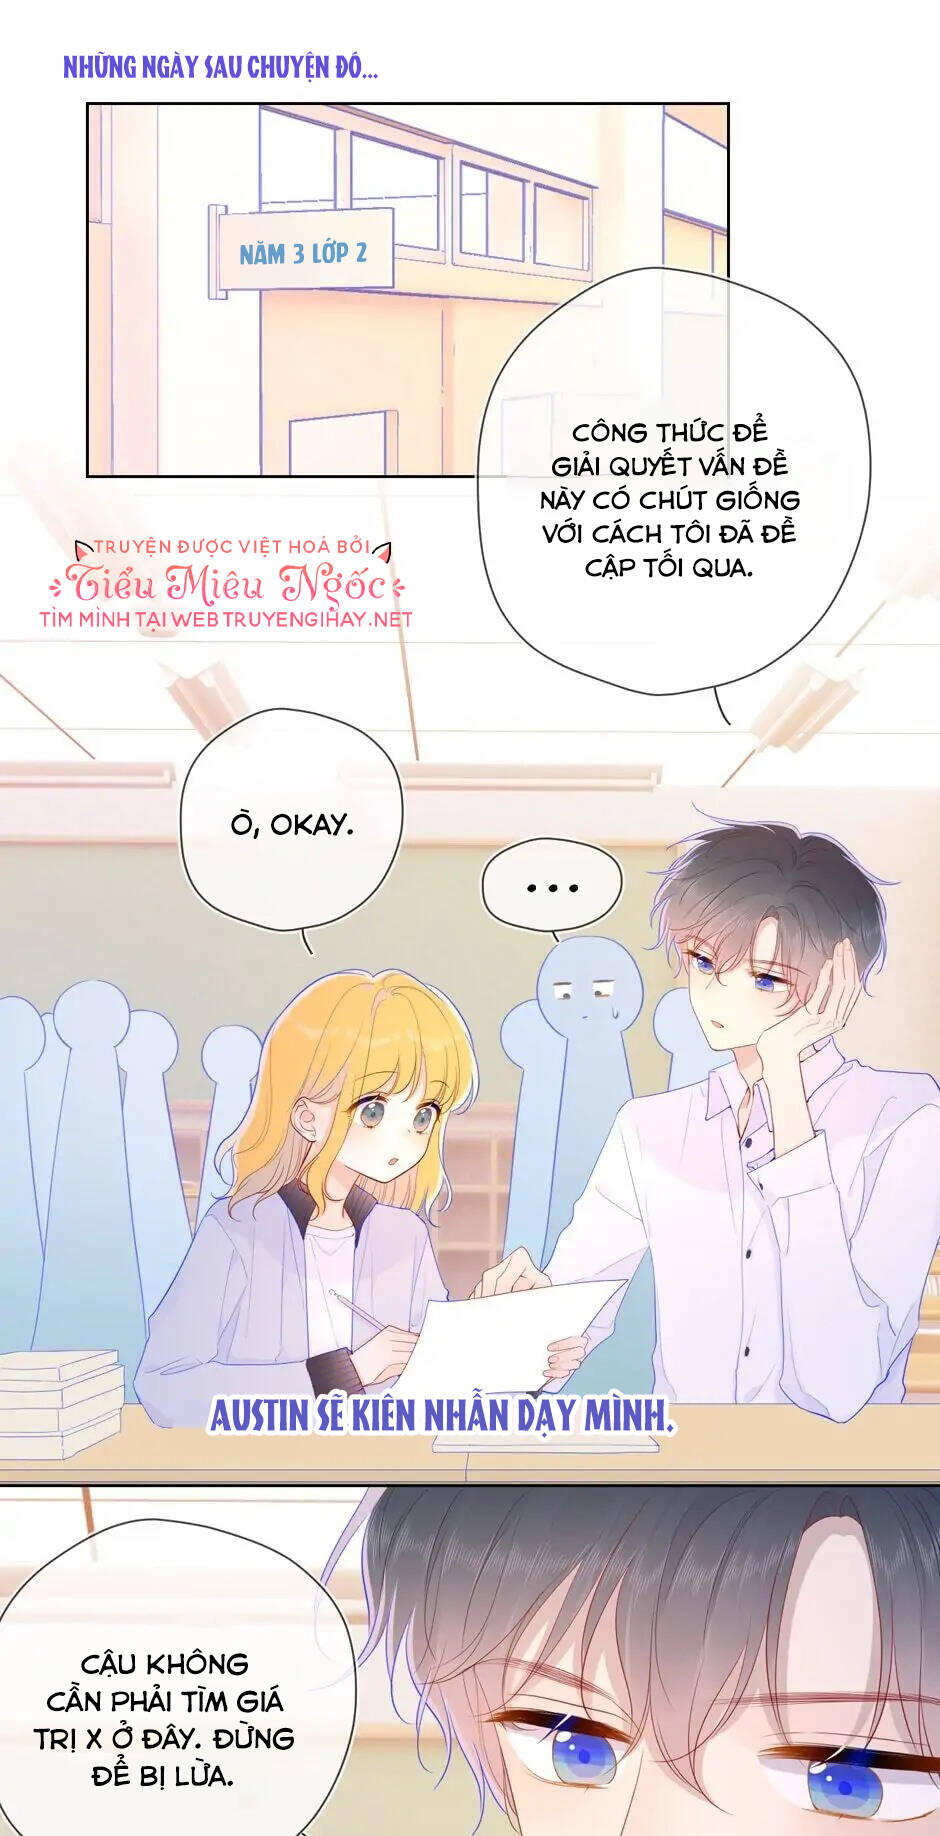 NHỮNG NGÀY SAU CHUYỆN ĐÓ...
NĂM 3 LỚP 2
CÔNG THỨC ĐỂ
GIẢI QUYẾT VẤN ĐỀ
NÀY CÓ CHÚT GIỐNG
VỚI CÁCH TÔI ĐÃ ĐỀ
CẬP TỐI QUA.
TRUYỆN ĐƯỢC VIỆT HOÁ BỞI
Tiểu Miêu Ngốc
TÌM MÌNH TẠI WEB TRUYENGIHAY.NET
Ò, OKAY.
...
AUSTIN SẼ KIÊN NHẪN DẠY MÌNH.
CẬU KHÔNG
CẦN PHẢI TÌM GIÁ
TRỊ X Ở ĐÂY. ĐỪNG
ĐỂ BỊ LỪA.